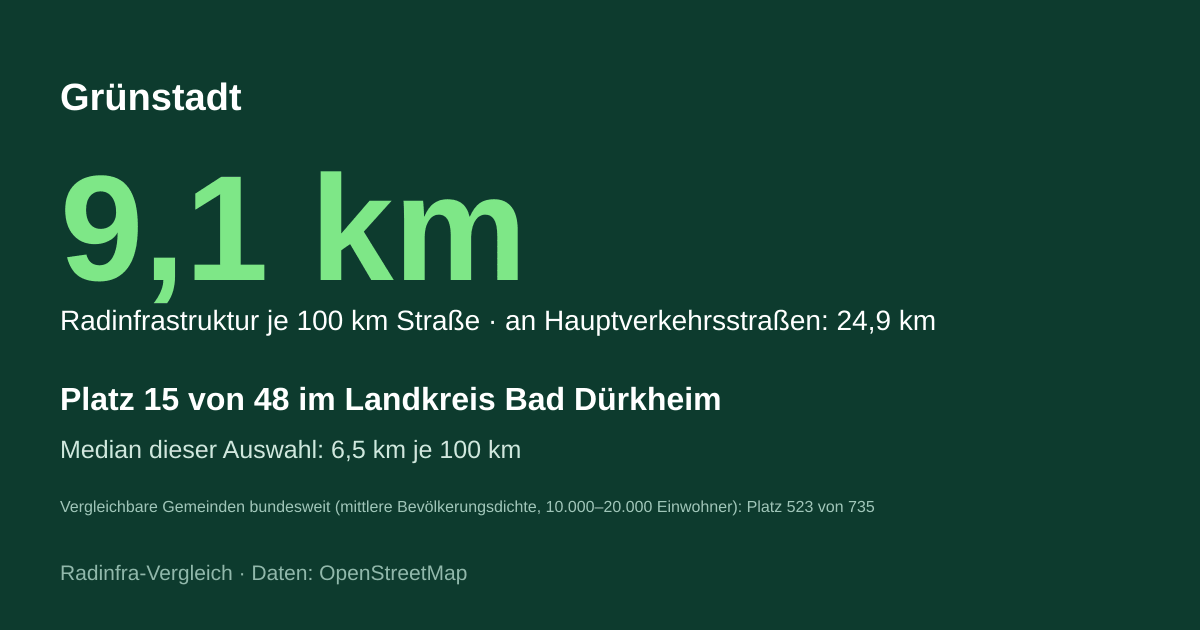 Grünstadt
9,1 km
Radinfrastruktur je 100 km Straße · an Hauptverkehrsstraßen: 24,9 km
Platz 15 von 48 im Landkreis Bad Dürkheim
Median dieser Auswahl: 6,5 km je 100 km
Vergleichbare Gemeinden bundesweit (mittlere Bevölkerungsdichte, 10.000–20.000 Einwohner): Platz 523 von 735
Radinfra-Vergleich · Daten: OpenStreetMap